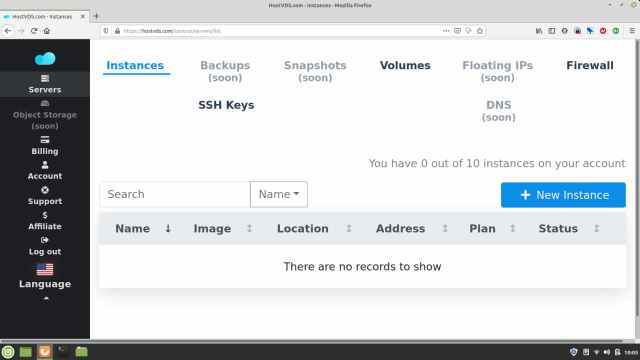 HostVDS.com - Instances - Mozilla Firefox
HostVDS.com - Instances
https://hostvds.com/control/servers/list
Servers
Object Storage
(soon)
Billing
Account
Support
Affiliate
Log out
Language
Instances
Backups
(soon)
Snapshots
(soon)
Volumes
Floating IPs
(soon)
Firewall
SSH Keys
DNS
(soon)
You have 0 out of 10 instances on your account
Search
Name
+ New Instance
Name
Image
Location
Address
Plan
Status
There are no records to show